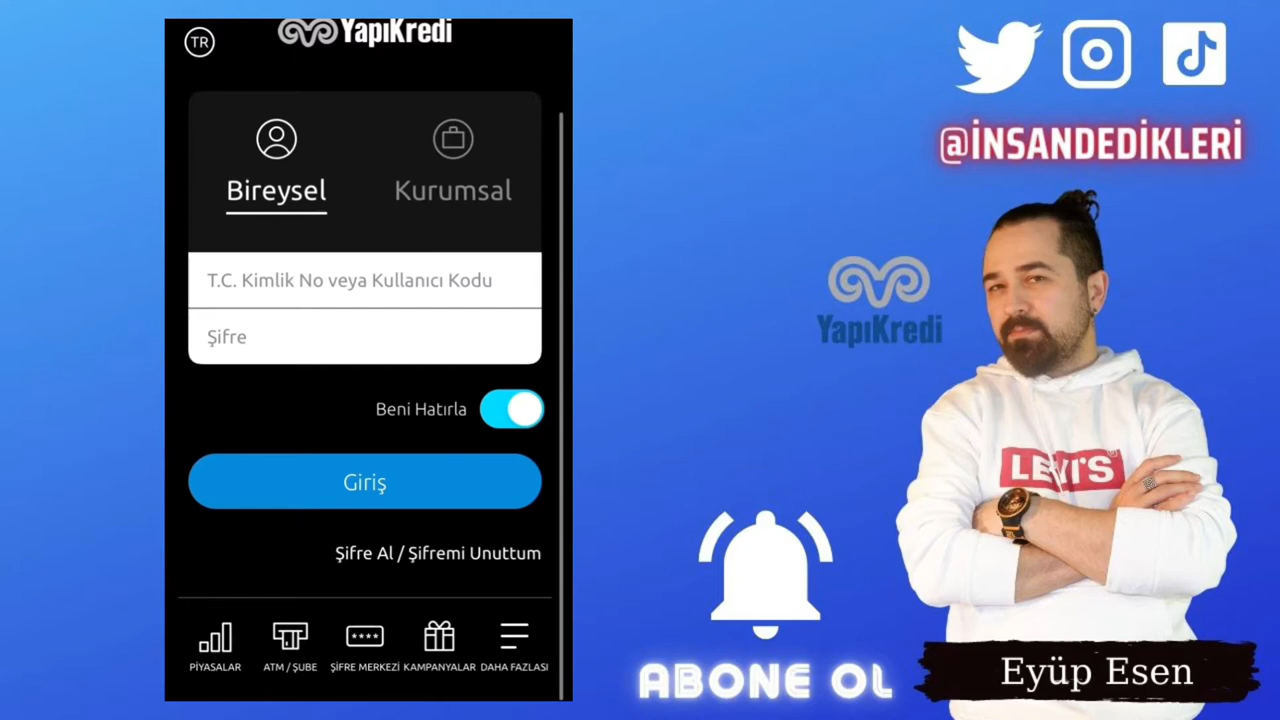 TR
YapıKredi
Bireysel
Kurumsal
T.C. Kimlik No veya Kullanıcı Kodu
Şifre
Beni Hatırla
Giriş
Şifre Al / Şifremi Unuttum
PİYASALAR
ATM / ŞUBE
ŞİFRE MERKEZİ
KAMPANYALAR
DAHA FAZLASI
@İNSANDEDİKLERİ
YapıKredi
LEVI'S
ABONE OL
Eyüp Esen